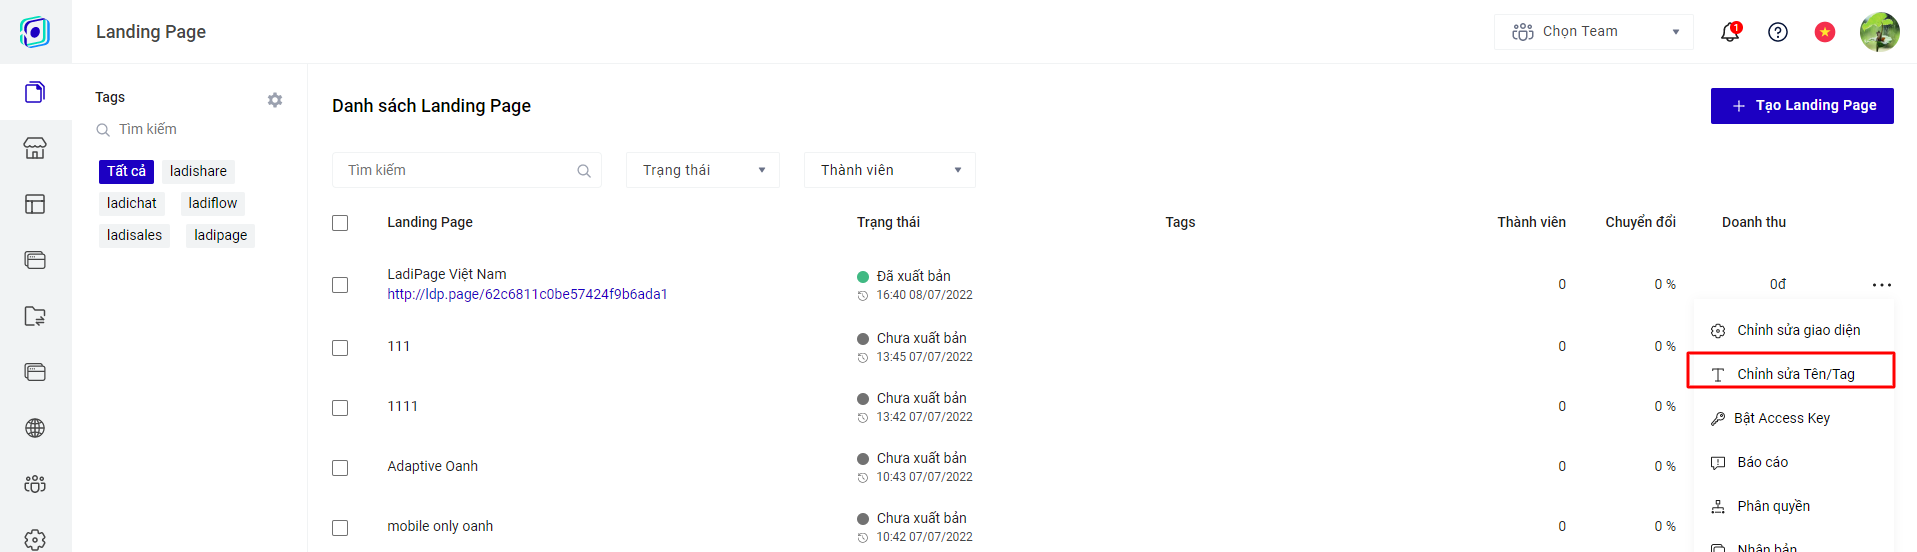 Landing Page
Chọn Team
1
Tags
Tìm kiếm
Tất cả ladishare
ladichat ladiflow
ladisales ladipage
Danh sách Landing Page
+ Tạo Landing Page
Tìm kiếm
Trạng thái
Thành viên
Landing Page Trạng thái Tags Thành viên Chuyển đổi Doanh thu
LadiPage Việt Nam
http://ldp.page/62c6811c0be57424f9b6ada1
Đã xuất bản
16:40 08/07/2022
0 0 % 0đ
111
Chưa xuất bản
13:45 07/07/2022
0 0 %
1111
Chưa xuất bản
13:42 07/07/2022
0 0 %
Adaptive Oanh
Chưa xuất bản
10:43 07/07/2022
0 0 %
mobile only oanh
Chưa xuất bản
10:42 07/07/2022
0 0 %
Chỉnh sửa giao diện
Chỉnh sửa Tên/Tag
Bật Access Key
Báo cáo
Phân quyền
Nhân bản